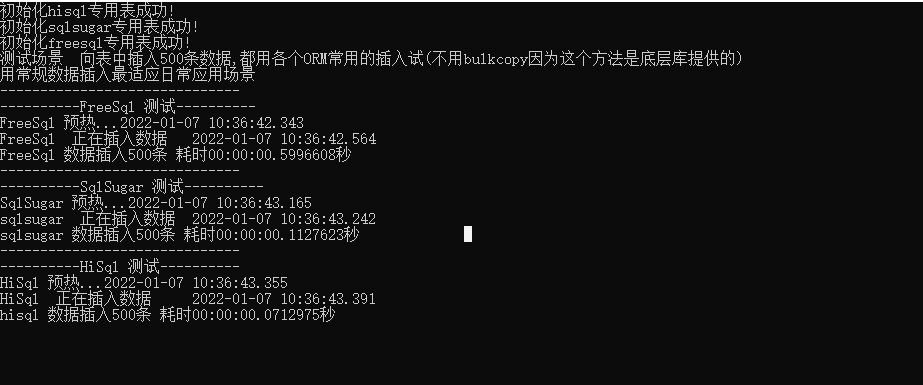 初始化hisql专用表成功!
初始化sqlsugar专用表成功!
初始化freesql专用表成功!
测试场景  向表中插入500条数据,都用各个ORM常用的插入试(不用bulkcopy因为这个方法是底层库提供的)
用常规数据插入最适应日常应用场景
------------------------------
----------FreeSql 测试----------
FreeSql 预热...2022-01-07 10:36:42.343
FreeSql  正在插入数据  2022-01-07 10:36:42.564
FreeSql 数据插入500条 耗时00:00:00.5996608秒
------------------------------
----------SqlSugar 测试----------
SqlSugar 预热...2022-01-07 10:36:43.165
sqlsugar  正在插入数据  2022-01-07 10:36:43.242
sqlsugar 数据插入500条 耗时00:00:00.1127623秒
------------------------------
----------HiSql 测试----------
HiSql 预热...2022-01-07 10:36:43.355
HiSql  正在插入数据     2022-01-07 10:36:43.391
hisql 数据插入500条 耗时00:00:00.0712975秒